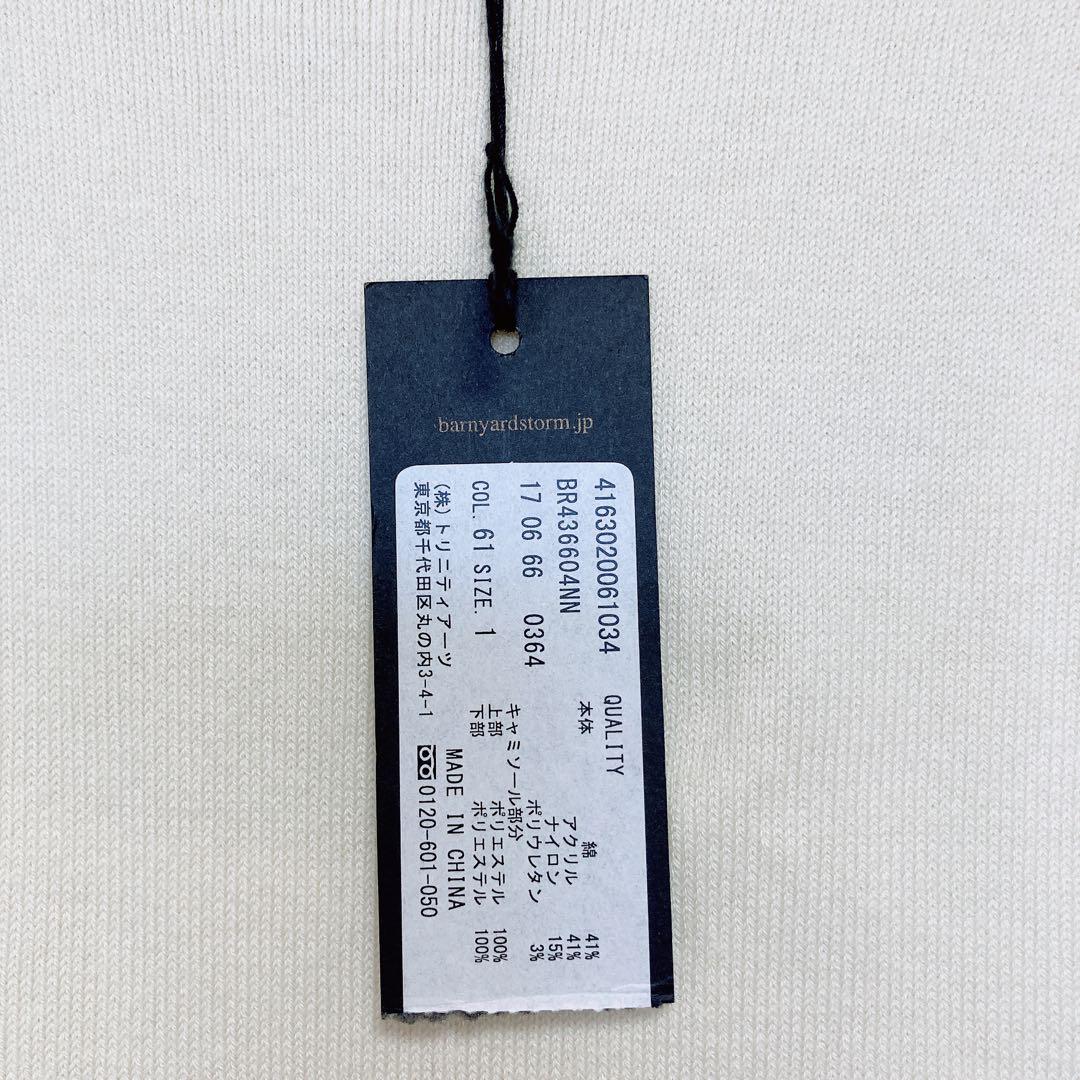 barnyardstorm.jp
4163020061034
BR436604NN
17 06 66 0364
COL. 61 SIZE. 1
(株)トリニティアーツ
東京都千代田区丸の内3-4-1
QUALITY
本体
綿 41%
アクリル 41%
ナイロン 15%
ポリウレタン 3%
キャミソール部分
上部 ポリエステル 100%
下部 ポリエステル 100%
MADE IN CHINA
0120-601-050